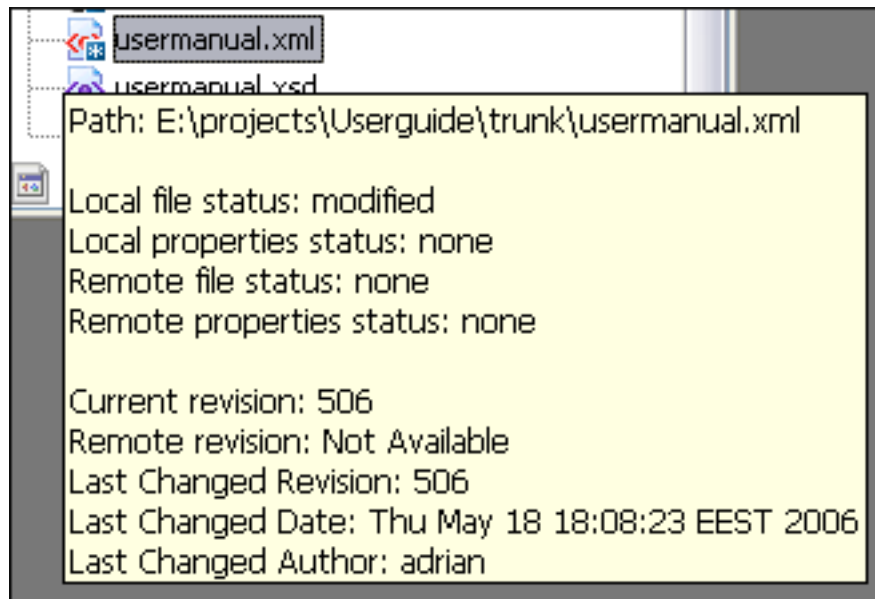 usermanual.xml
usermanual.xsd
Path: E:\projects\Userguide\trunk\usermanual.xml
Local file status: modified
Local properties status: none
Remote file status: none
Remote properties status: none
Current revision: 506
Remote revision: Not Available
Last Changed Revision: 506
Last Changed Date: Thu May 18 18:08:23 EEST 2006
Last Changed Author: adrian